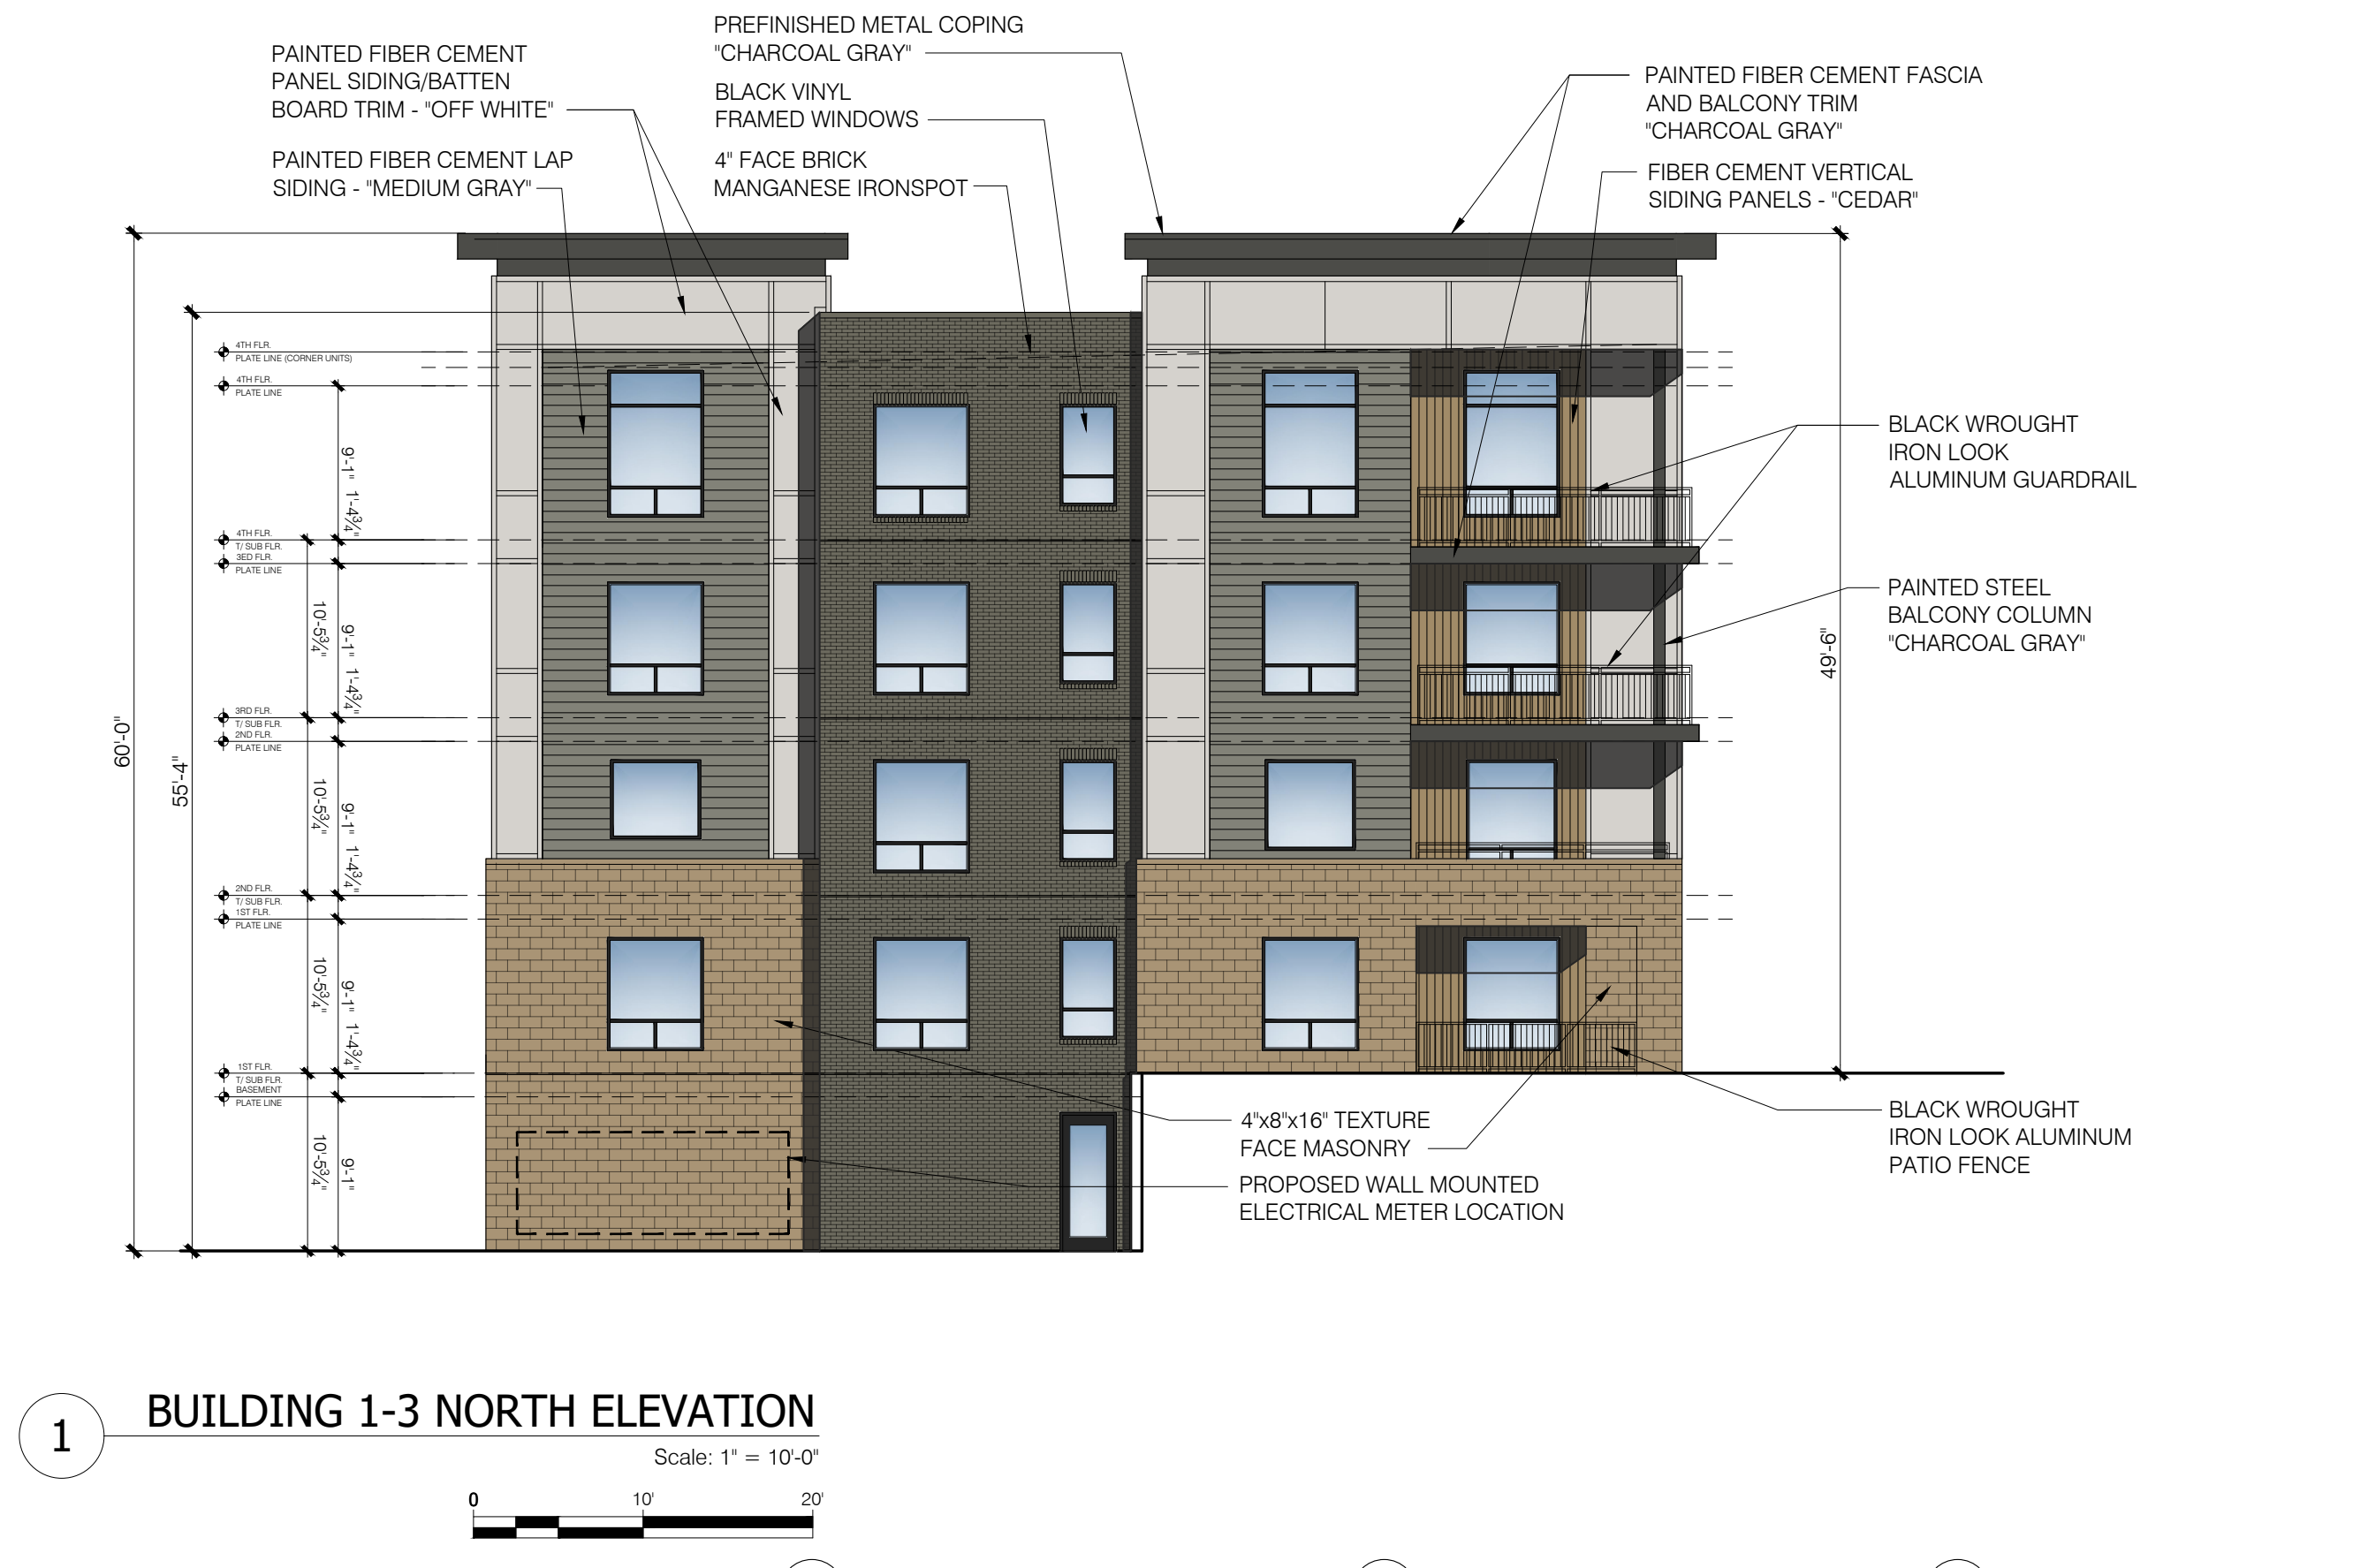 PREFINISHED METAL COPING
"CHARCOAL GRAY"
PAINTED FIBER CEMENT
PANEL SIDING/BATTEN
BOARD TRIM - "OFF WHITE"
BLACK VINYL
FRAMED WINDOWS
PAINTED FIBER CEMENT LAP
SIDING - "MEDIUM GRAY"
4" FACE BRICK
MANGANESE IRONSPOT
PAINTED FIBER CEMENT FASCIA
AND BALCONY TRIM
"CHARCOAL GRAY"
FIBER CEMENT VERTICAL
SIDING PANELS - "CEDAR"
BLACK WROUGHT
IRON LOOK
ALUMINUM GUARDRAIL
PAINTED STEEL
BALCONY COLUMN
"CHARCOAL GRAY"
49'-6"
60'-0"
55'-4"
4TH FLR.
PLATE LINE (CORNER UNITS)
4TH FLR.
PLATE LINE
9'-1"
1'-4¾"
4TH FLR.
T/ SUB FLR.
3ED FLR.
PLATE LINE
10'-5¾"
9'-1"
1'-4¾"
3RD FLR.
T/ SUB FLR.
2ND FLR.
PLATE LINE
10'-5¾"
9'-1"
1'-4¾"
2ND FLR.
T/ SUB FLR.
1ST FLR.
PLATE LINE
10'-5¾"
9'-1"
1'-4¾"
1ST FLR.
T/ SUB FLR.
BASEMENT
PLATE LINE
10'-5¾"
9'-1"
4"x8"x16" TEXTURE
FACE MASONRY
PROPOSED WALL MOUNTED
ELECTRICAL METER LOCATION
BLACK WROUGHT
IRON LOOK ALUMINUM
PATIO FENCE
1
BUILDING 1-3 NORTH ELEVATION
Scale: 1" = 10'-0"
0 10' 20'